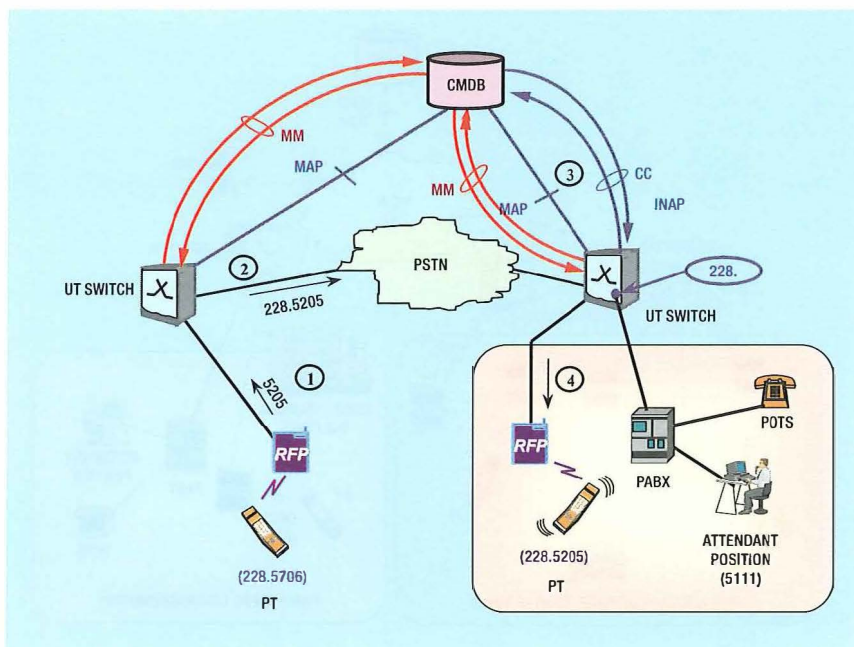 CMDB
MM
MAP
MM
MAP
3
CC
INAP
UT SWITCH
2
228.5205
PSTN
228.
UT SWITCH
1
5205
RFP
(228.5706)
PT
4
RFP
(228.5205)
PT
PABX
POTS
ATTENDANT
POSITION
(5111)